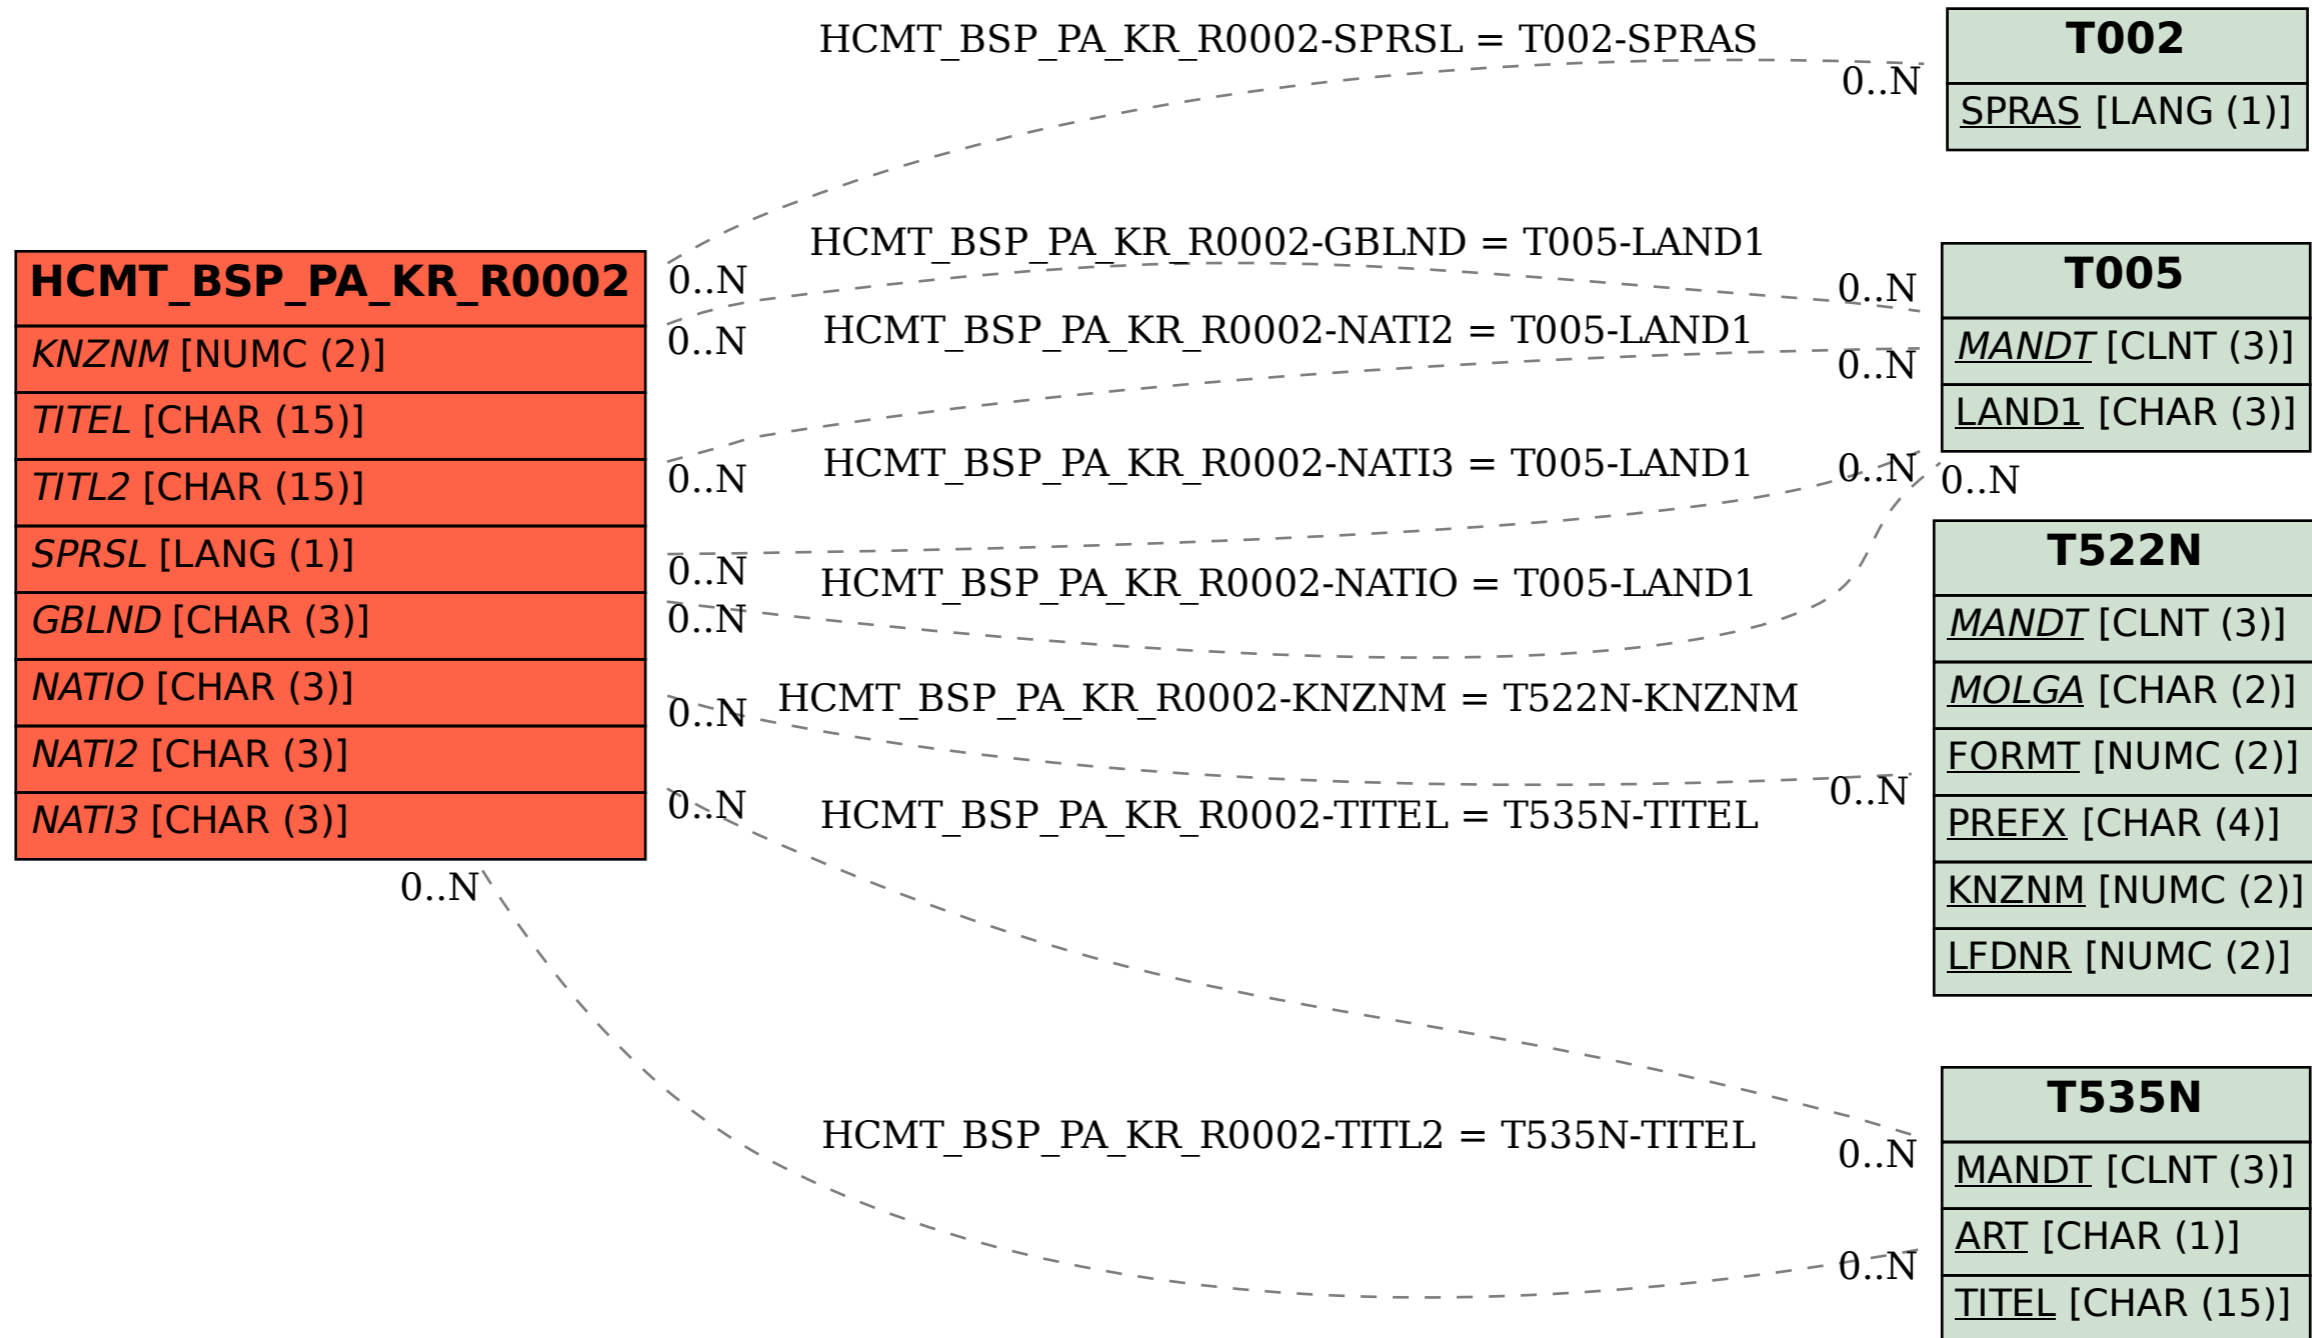 HCMT_BSP_PA_KR_R0002-SPRSL = T002-SPRAS
0..N
0..N
T002
SPRAS [LANG (1)]
HCMT_BSP_PA_KR_R0002
KNZNM [NUMC (2)]
TITEL [CHAR (15)]
TITL2 [CHAR (15)]
SPRSL [LANG (1)]
GBLND [CHAR (3)]
NATIO [CHAR (3)]
NATI2 [CHAR (3)]
NATI3 [CHAR (3)]
HCMT_BSP_PA_KR_R0002-GBLND = T005-LAND1
0..N
0..N
HCMT_BSP_PA_KR_R0002-NATI2 = T005-LAND1
0..N
0..N
HCMT_BSP_PA_KR_R0002-NATI3 = T005-LAND1
0..N
0..N
HCMT_BSP_PA_KR_R0002-NATIO = T005-LAND1
0..N
0..N
T005
MANDT [CLNT (3)]
LAND1 [CHAR (3)]
HCMT_BSP_PA_KR_R0002-KNZNM = T522N-KNZNM
0..N
0..N
T522N
MANDT [CLNT (3)]
MOLGA [CHAR (2)]
FORMT [NUMC (2)]
PREFX [CHAR (4)]
KNZNM [NUMC (2)]
LFDNR [NUMC (2)]
HCMT_BSP_PA_KR_R0002-TITEL = T535N-TITEL
0..N
0..N
HCMT_BSP_PA_KR_R0002-TITL2 = T535N-TITEL
0..N
0..N
T535N
MANDT [CLNT (3)]
ART [CHAR (1)]
TITEL [CHAR (15)]